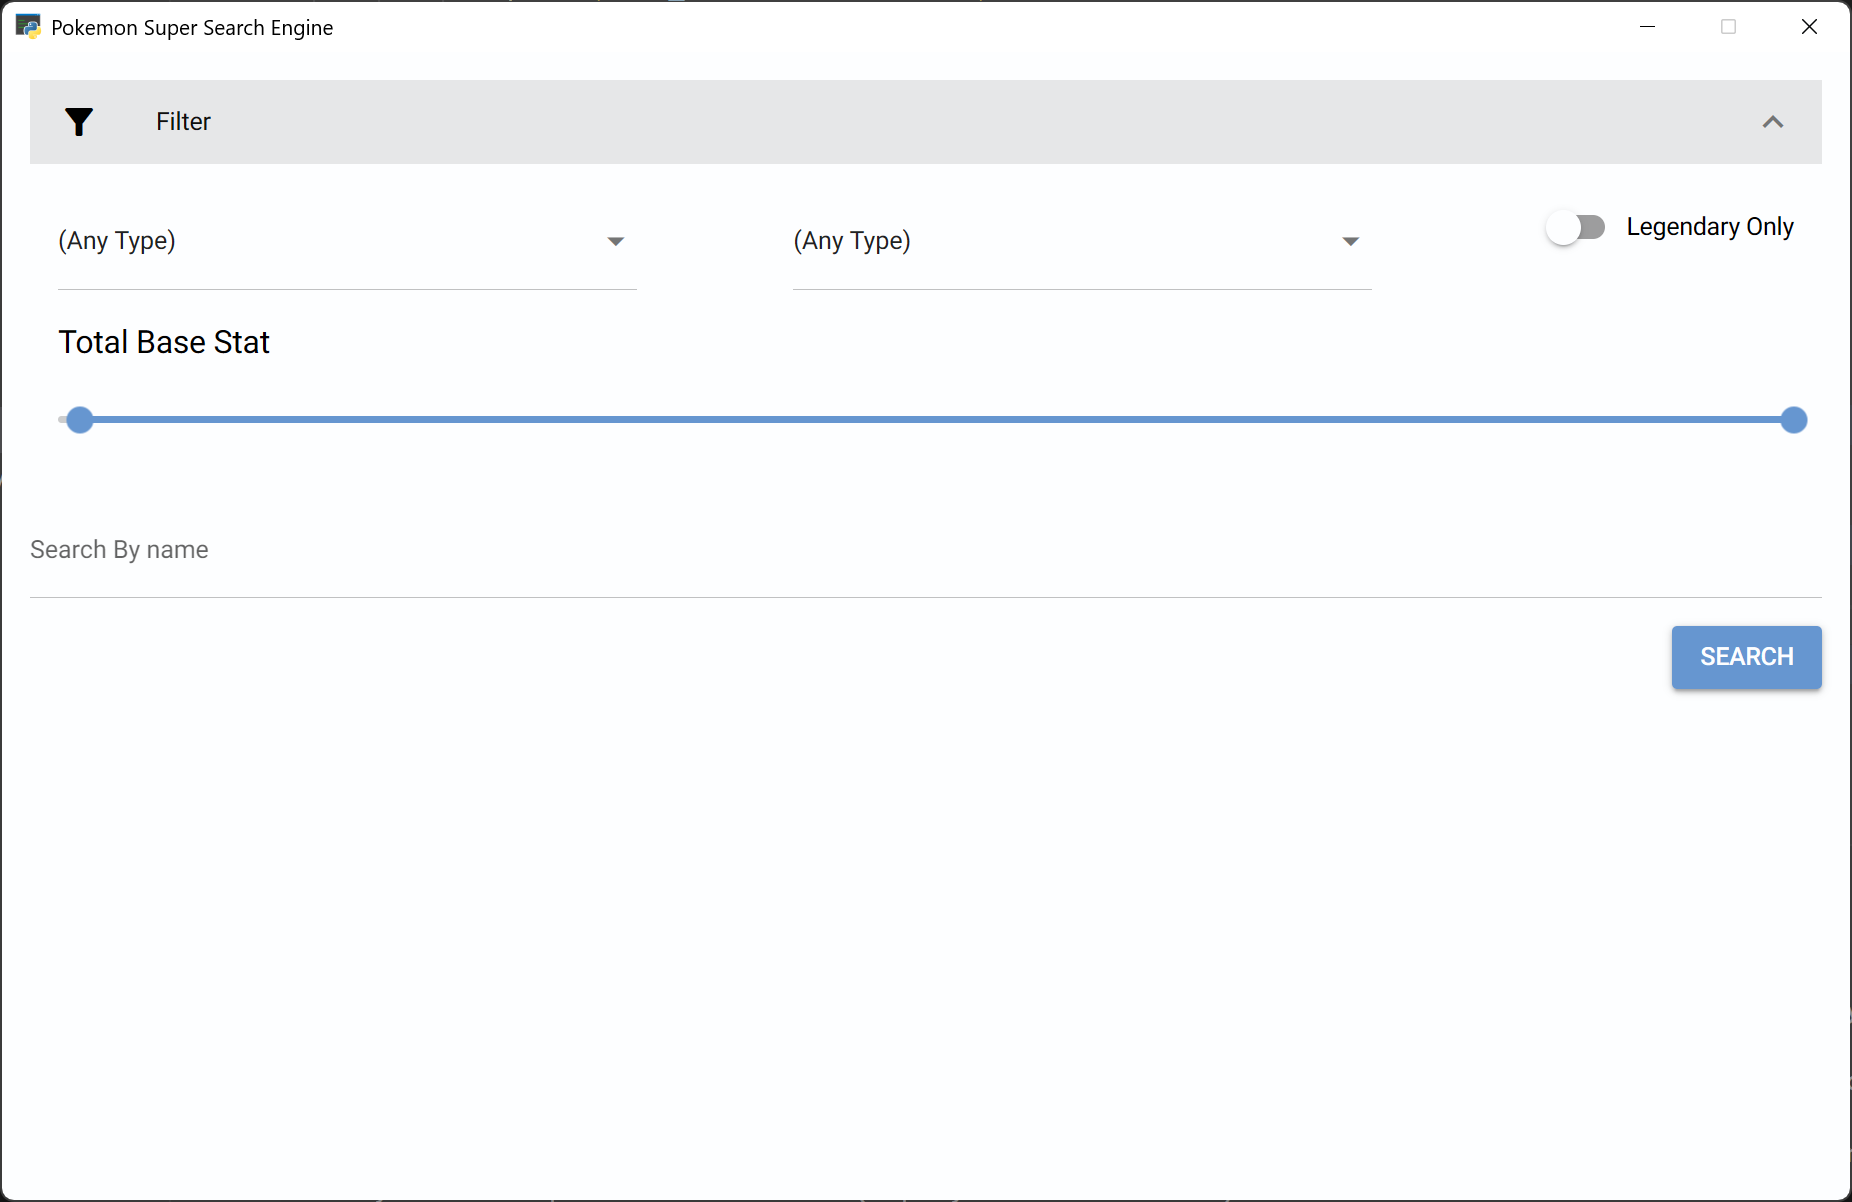 Pokemon Super Search Engine
Filter
(Any Type)
(Any Type)
Legendary Only
Total Base Stat
Search By name
SEARCH